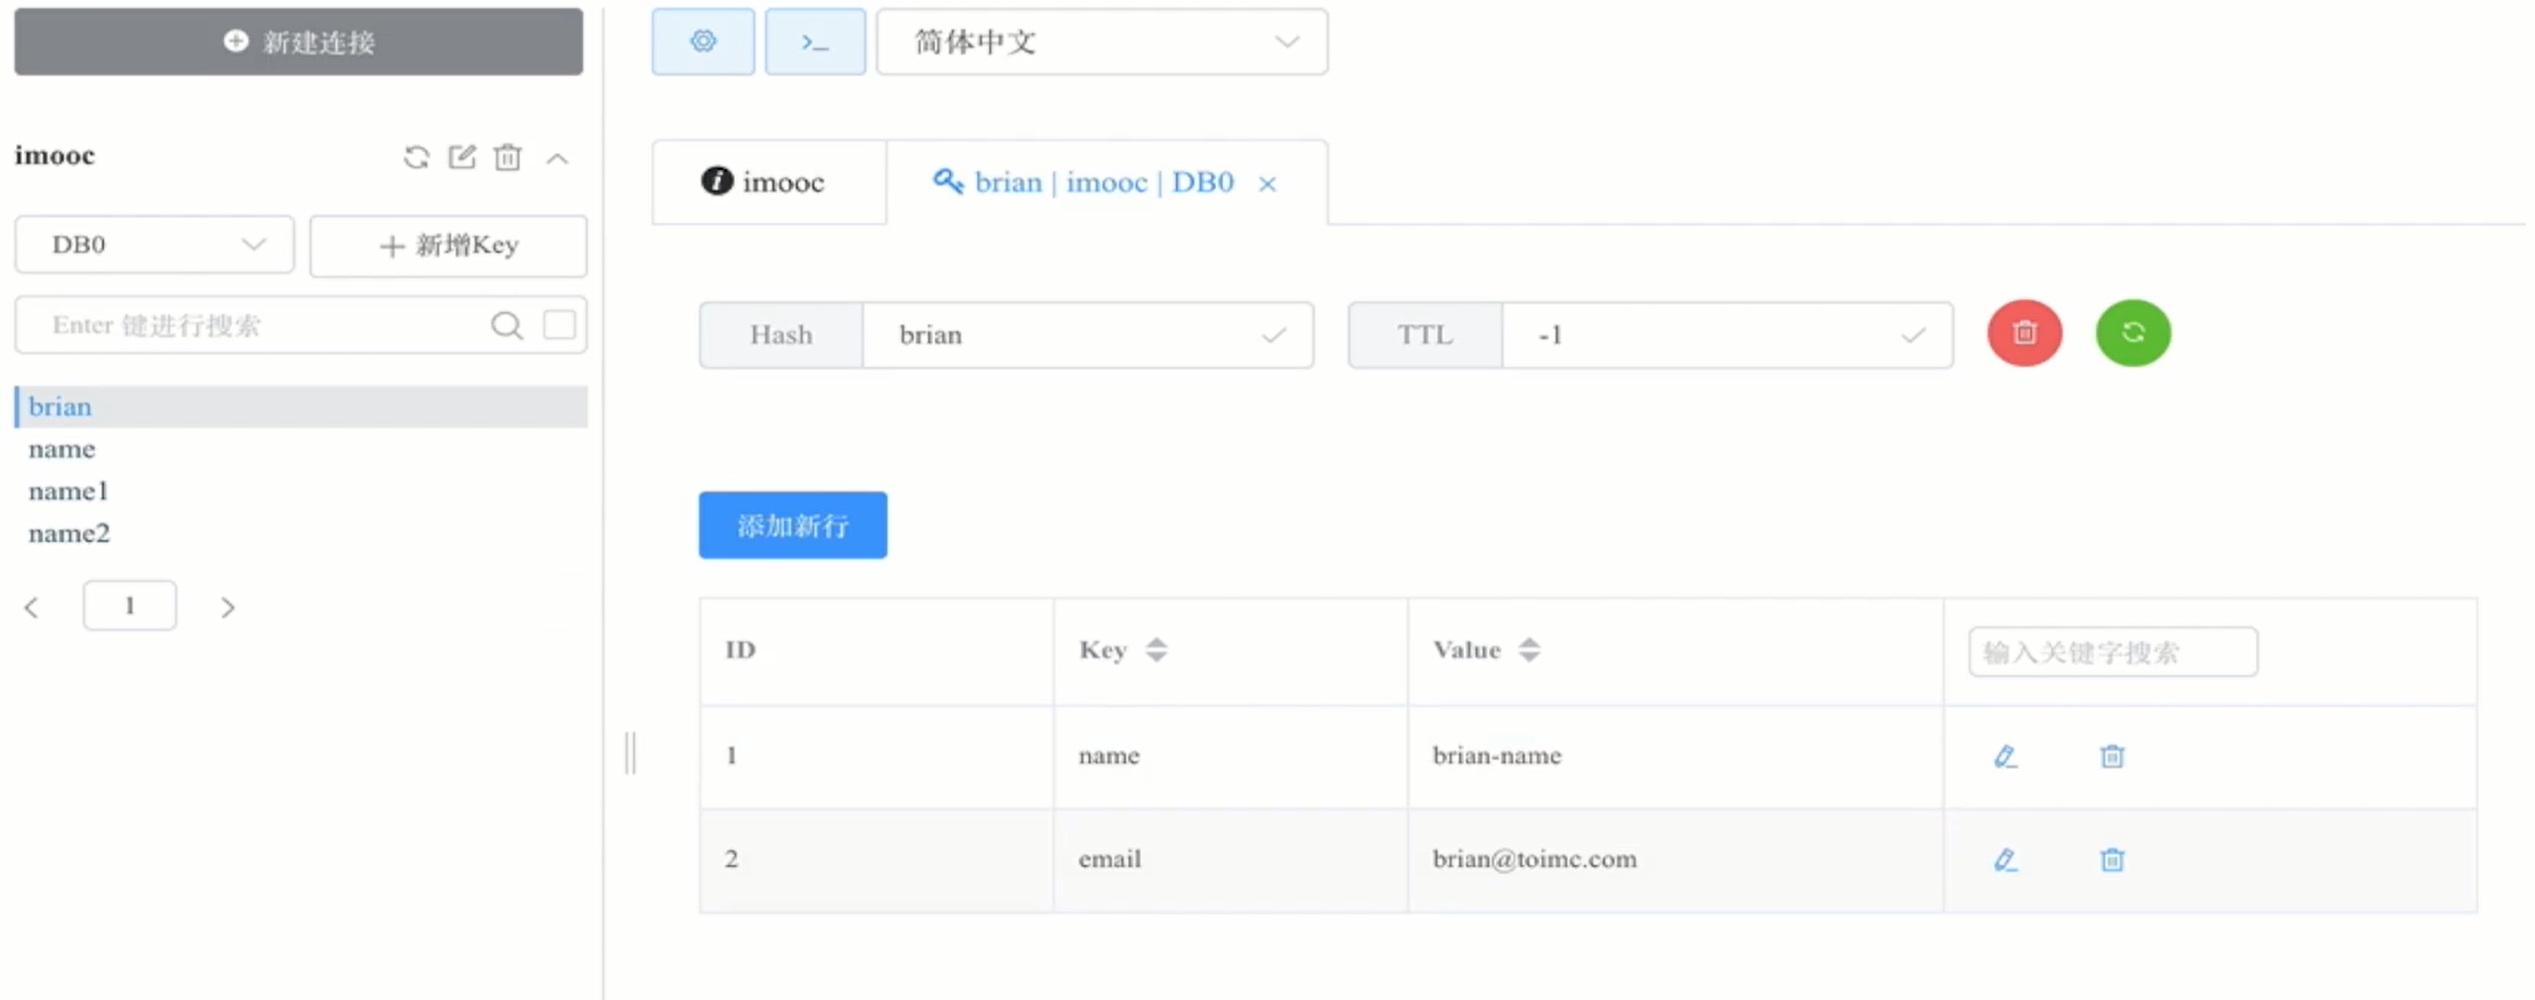 新建连接
imooc
DB0
新增Key
Enter 键进行搜索
brian
name
name1
name2
1
>_ 简体中文
imooc
brian | imooc | DB0
Hash brian TTL -1
添加新行
ID Key Value 输入关键字搜索
1 name brian-name
2 email brian@toimc.com